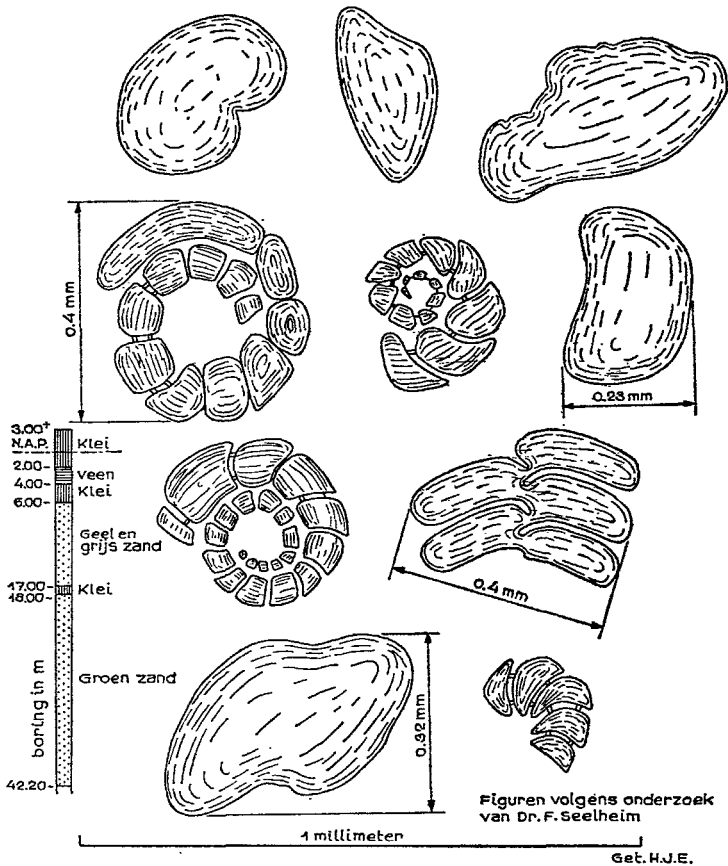 0.4 mm
0.23 mm
3.00+
N.A.P.
Klei
2.00-
veen
4.00-
Klei
6.00-
Geel en
grijs zand
17.00-
Klei
18.00-
Groen zand
boring in m
42.20-
0.4 mm
0.32 mm
Figuren volgens onderzoek
van Dr. F. Seelheim
1 millimeter
Get. H.J.E.